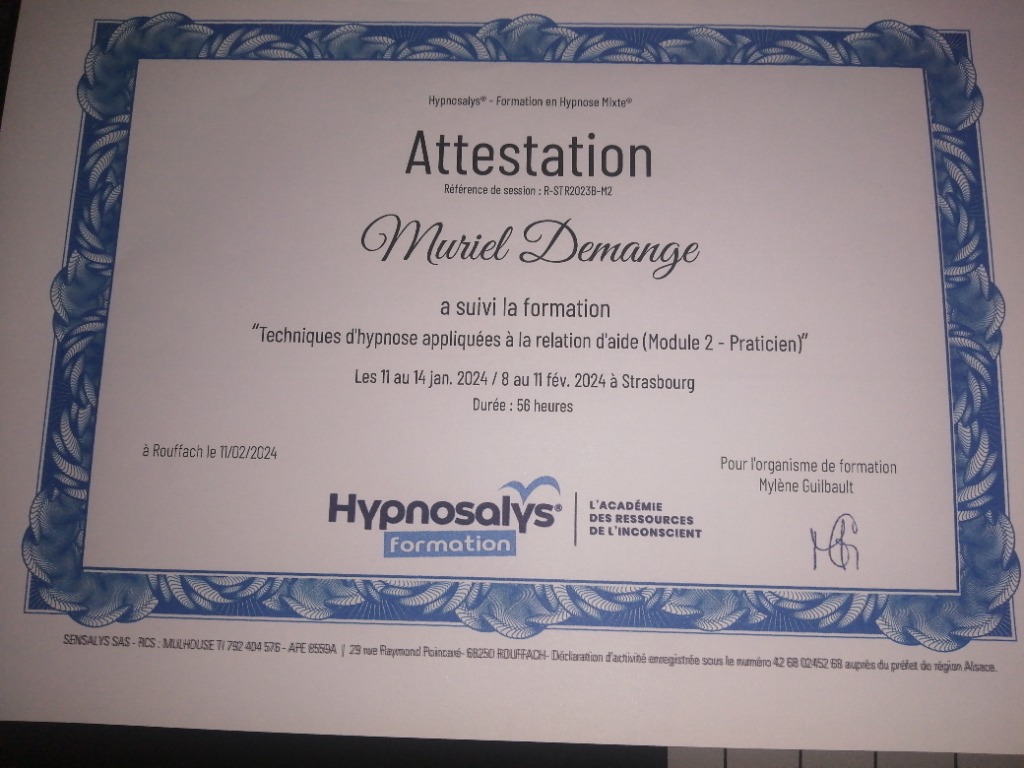 Hypnosalys® - Formation en Hypnose Mixte®
Attestation
Référence de session : R-STR2023B-M2
Muriel Demange
a suivi la formation
“Techniques d'hypnose appliquées à la relation d'aide (Module 2 - Praticien)”
Les 11 au 14 jan. 2024 / 8 au 11 fév. 2024 à Strasbourg
Durée : 56 heures
à Rouffach le 11/02/2024
Pour l'organisme de formation
Mylène Guilbault
Hypnosalys®
formation
L'ACADÉMIE
DES RESSOURCES
DE L'INCONSCIENT
SENSALYS SAS - RCS : MULHOUSE TI 792 404 576 - APE 8559A | 29 rue Raymond Poincaré- 68250 ROUFFACH- Déclaration d'activité enregistrée sous le numéro 42 68 02452 68 auprès du préfet de région Alsace.